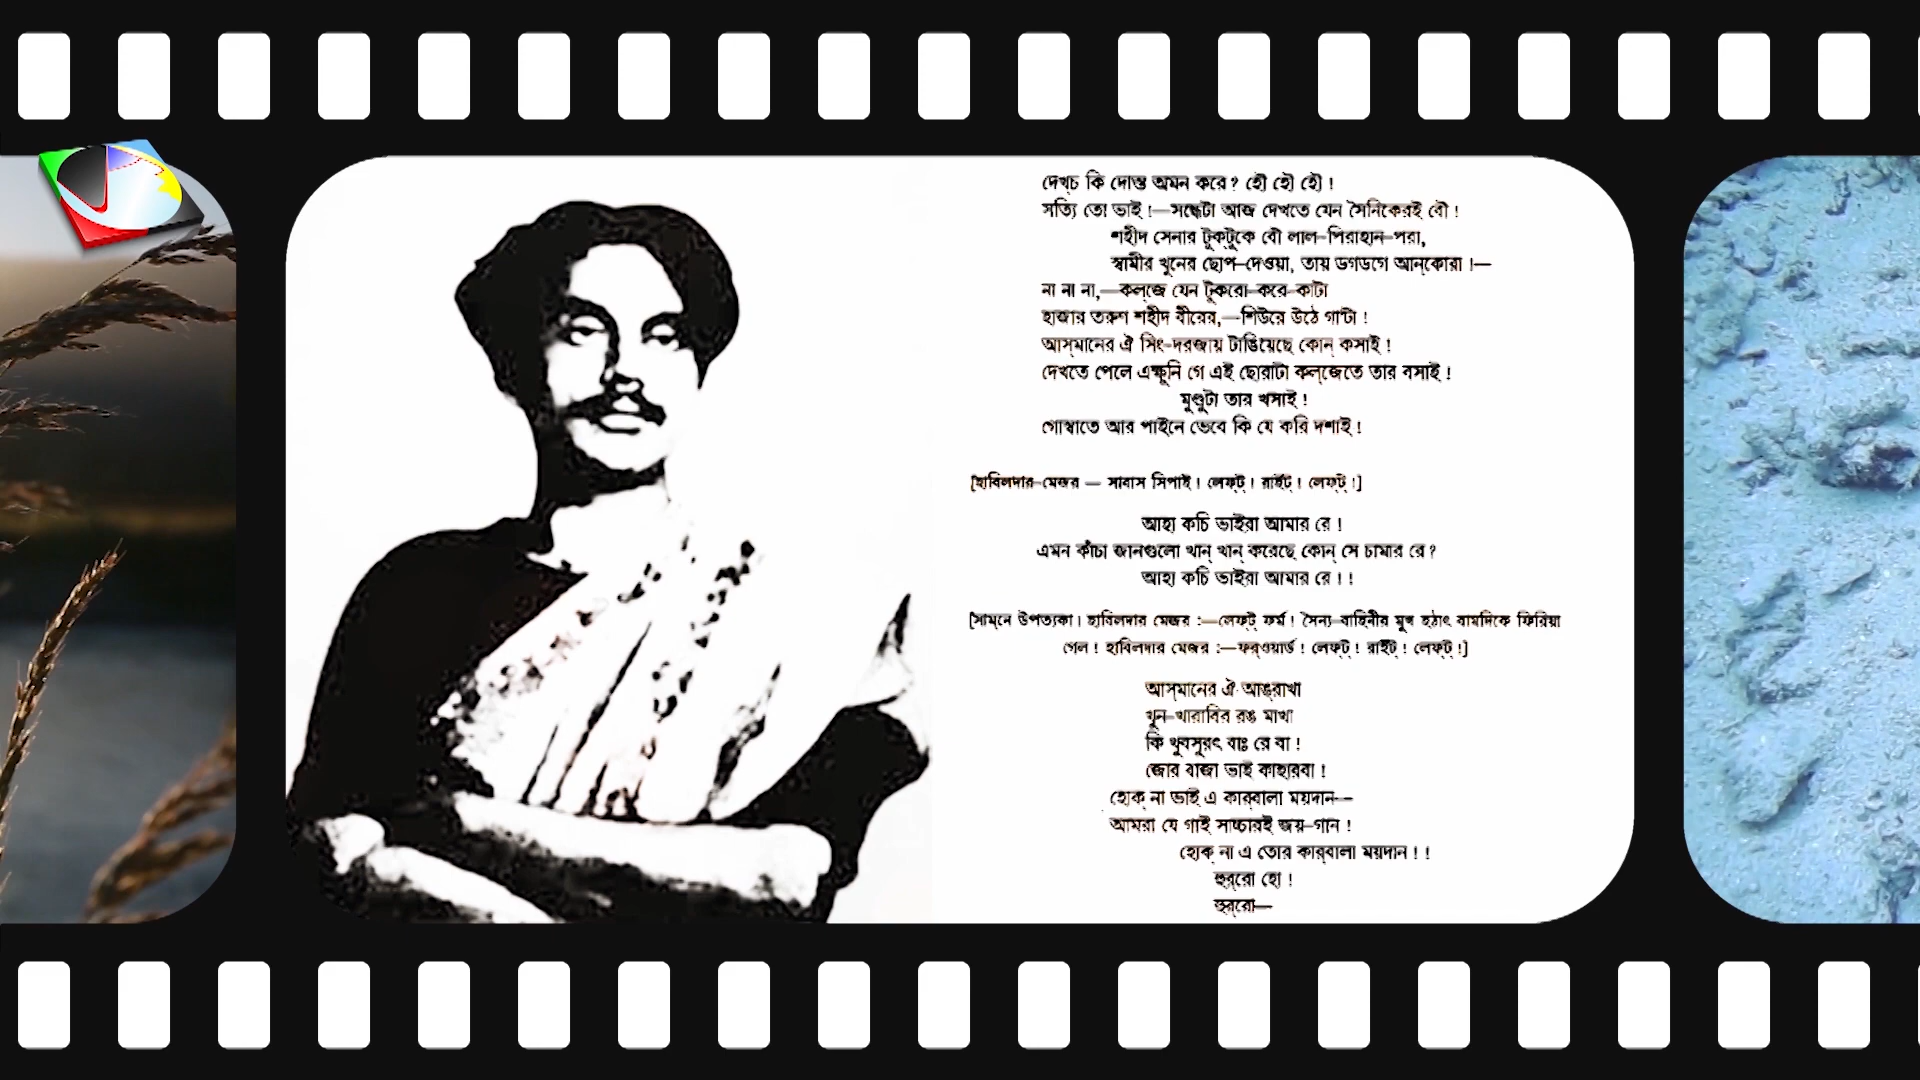 দেখ্‌চ কি দোস্ত অমন করে? হৌ হৌ হৌ!
সত্যি তো ভাই!—সন্ধেটা আজ দেখতে যেন সৈনিকেরই বৌ!
শহীদ সেনার টুক্‌টুকে বৌ লাল-পিরাহান-পরা,
স্বামীর খুনের ছোপ-দেওয়া, তায় ডগডগে আন্‌কোরা!—
না না না,—কল্‌জে যেন টুকরো-করে-কাটা
হাজার তরুণ শহীদ বীরের,—শিউরে উঠে গা'টা!
আস্‌মানের ঐ সিং-দরজায় টাঙিয়েছে কোন্ কসাই!
দেখতে পেলে এক্ষুনি গে এই ছোরাটা কল্‌জেতে তার বসাই!
মুণ্ডুটা তার খসাই!
গোস্বাতে আর পাইনে ভেবে কি যে করি দশাই!
[হাবিলদার-মেজর — সাবাস সিপাই! লেফ্‌ট্! রাইট্! লেফ্‌ট্!]
আহা কচি ভাইরা আমার রে!
এমন কাঁচা জানগুলো খান্ খান্ করেছে কোন্ সে চামার রে?
আহা কচি ভাইরা আমার রে!!
[সাম্‌নে উপত্যকা। হাবিলদার মেজর :—লেফ্‌ট্ ফর্ম! সৈন্য-বাহিনীর মুখ হঠাৎ বামদিকে ফিরিয়া
গেল! হাবিলদার মেজর :—ফর্‌ওয়ার্ড! লেফ্‌ট্! রাইট্! লেফ্‌ট্!]
আস্‌মানের ঐ আঙ্‌রাখা
খুন-খারাবির রঙ মাখা
কি খুবসুরৎ বাঃ রে বা!
জোর বাজা ভাই কাহারবা!
হোক্ না ভাই এ কার্‌বালা ময়দান—
আমরা যে গাই সাচ্চারই জয়-গান!
হোক্ না এ তোর কার্‌বালা ময়দান!!
হুর্‌রো হো!
হুর্‌রো—